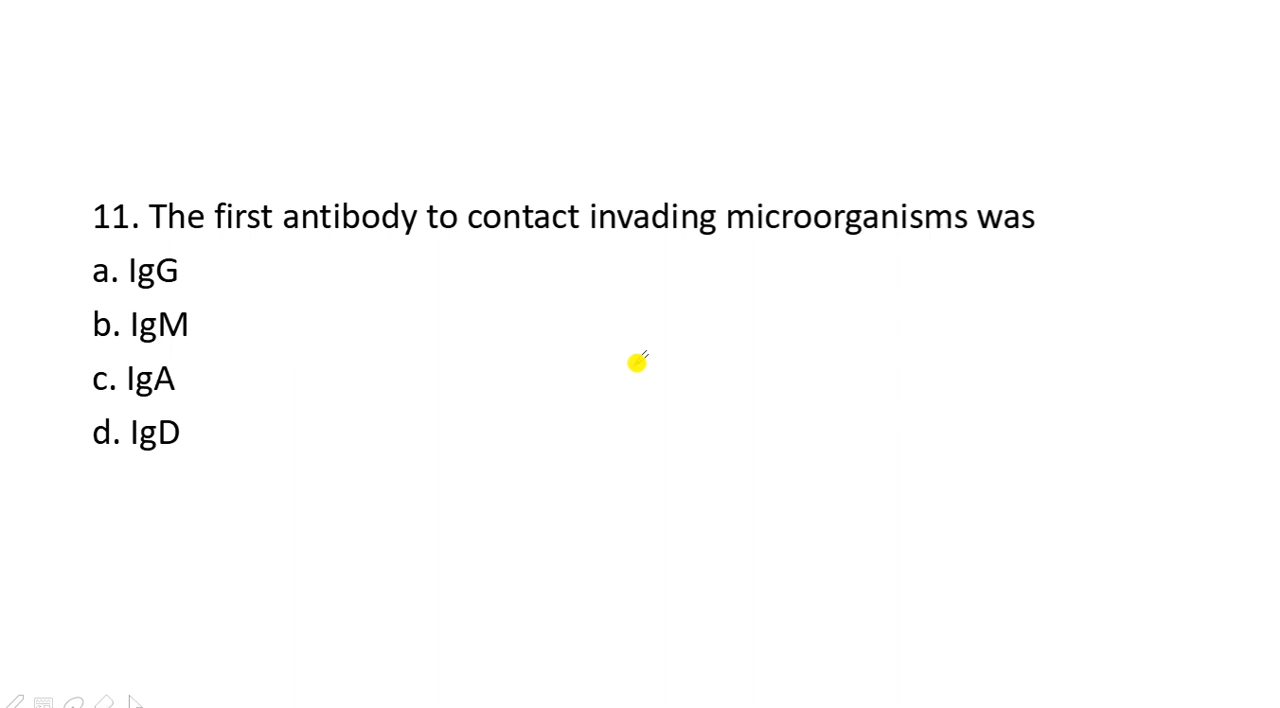 11. The first antibody to contact invading microorganisms was
a. IgG
b. IgM
c. IgA
d. IgD